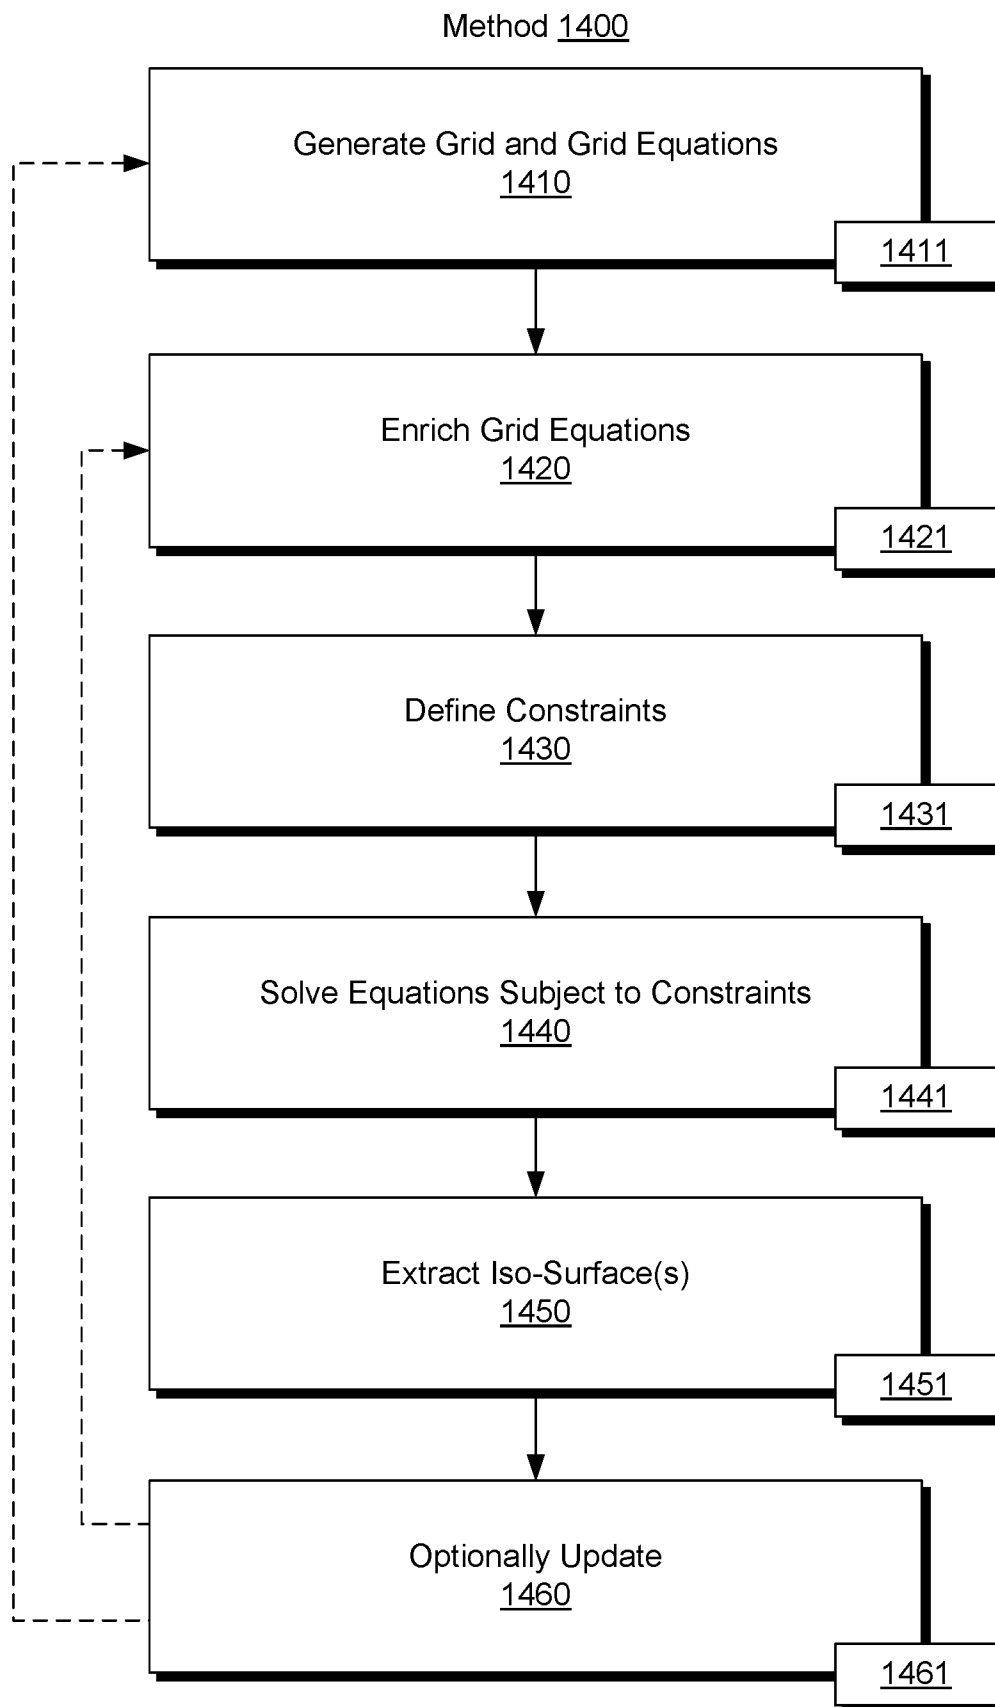 Method 1400
Generate Grid and Grid Equations
1410
1411
Enrich Grid Equations
1420
1421
Define Constraints
1430
1431
Solve Equations Subject to Constraints
1440
1441
Extract Iso-Surface(s)
1450
1451
Optionally Update
1460
1461